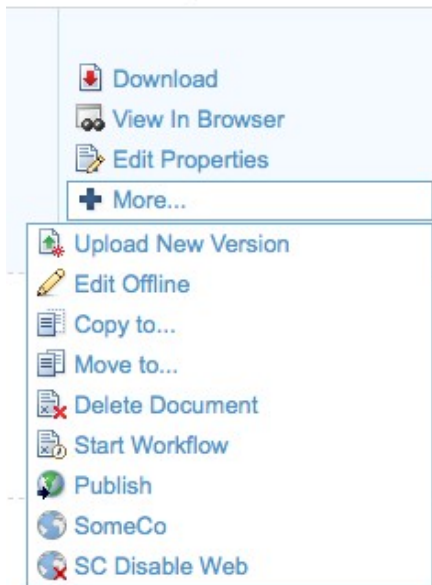 Download
View In Browser
Edit Properties
More...
Upload New Version
Edit Offline
Copy to...
Move to...
Delete Document
Start Workflow
Publish
SomeCo
SC Disable Web